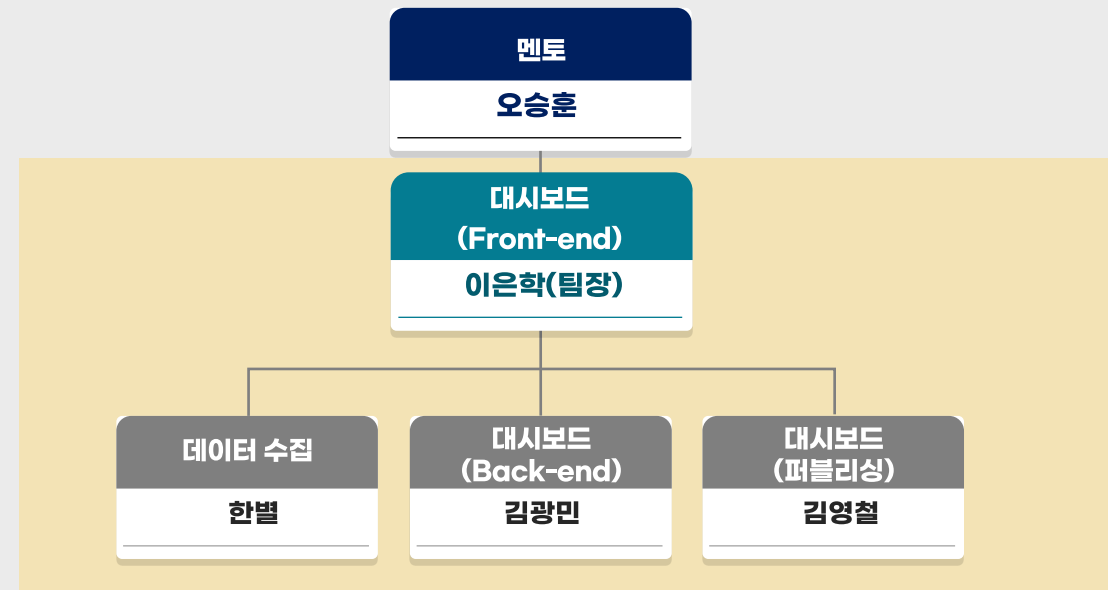 멘토
오승훈
대시보드
(Front-end)
이은학(팀장)
데이터 수집
한별
대시보드
(Back-end)
김광민
대시보드
(퍼블리싱)
김영철